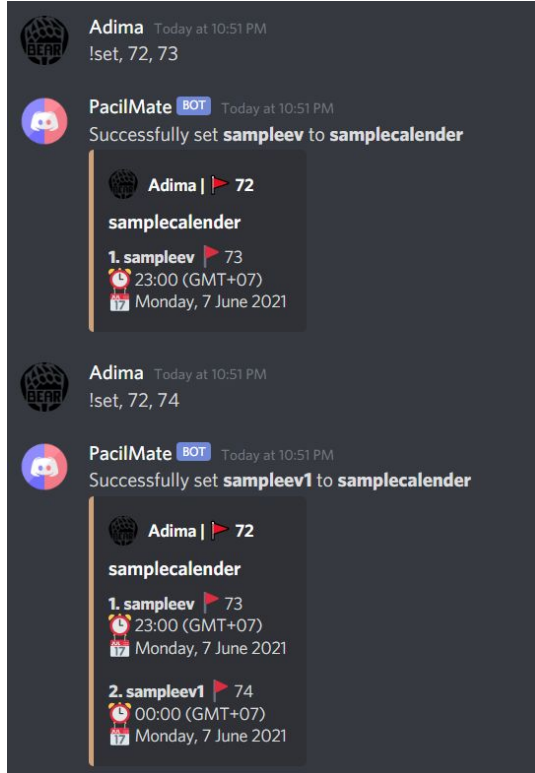 Adima Today at 10:51 PM
!set, 72, 73
PacilMate BOT Today at 10:51 PM
Successfully set sampleev to samplecalender
Adima | 🚩 72
samplecalender
1. sampleev 🚩 73
⏰ 23:00 (GMT+07)
📅 Monday, 7 June 2021
Adima Today at 10:51 PM
!set, 72, 74
PacilMate BOT Today at 10:51 PM
Successfully set sampleev1 to samplecalender
Adima | 🚩 72
samplecalender
1. sampleev 🚩 73
⏰ 23:00 (GMT+07)
📅 Monday, 7 June 2021
2. sampleev1 🚩 74
⏰ 00:00 (GMT+07)
📅 Monday, 7 June 2021